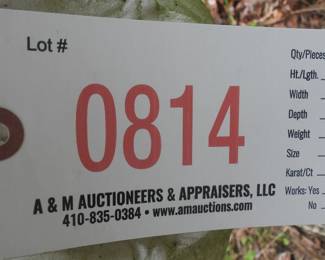 Lot #
0814
A & M AUCTIONEERS & APPRAISERS, LLC
410-835-0384 • www.amauctions.com
Qty/Pieces
Ht./Lgth.
Width
Depth
Weight
Size
Karat/Ct
Works: Yes
No